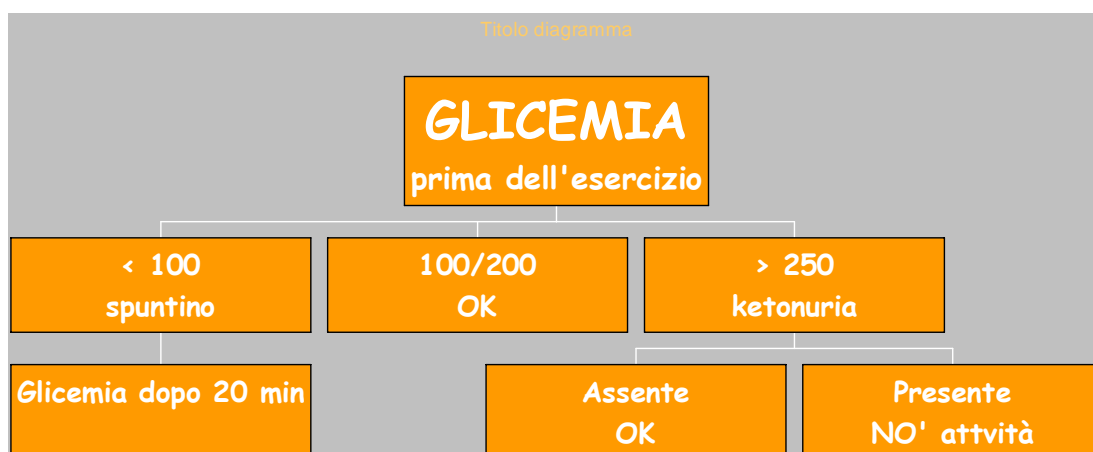 Titolo diagramma
GLICEMIA
prima dell'esercizio
< 100
spuntino
100/200
OK
> 250
ketonuria
Glicemia dopo 20 min
Assente
OK
Presente
NO' attvità